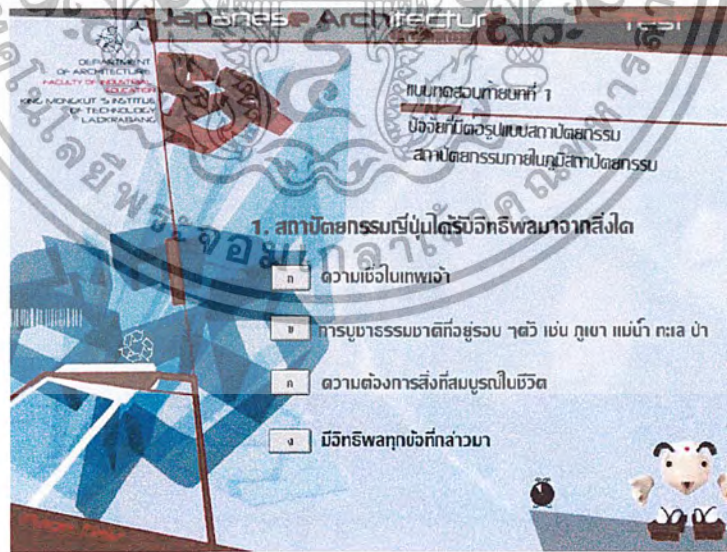 Japanese Architecture
Test
DEPARTMENT
OF ARCHITECTURE
FACULTY OF INDUSTRIAL
EDUCATION
KING MONGKUT 'S INSTITUE
OF TECHNOLOGY
LADKRABANG
แบบทดสอบท้ายบทที่ 1
ปัจจัยที่มีต่อรูปแบบสถาปัตยกรรม
สถาปัตยกรรมภายในภูมิสถาปัตยกรรม
1. สถาปัตยกรรมญี่ปุ่นได้รับอิทธิพลมาจากสิ่งใด
ก ความเชื่อในเทพเจ้า
ข การบูชาธรรมชาติที่อยู่รอบ ๆตัว เช่น ภูเขา แม่น้ำ ทะเล ป่า
ค ความต้องการสิ่งที่สมบูรณ์ในชีวิต
ง มีอิทธิพลทุกข้อที่กล่าวมา